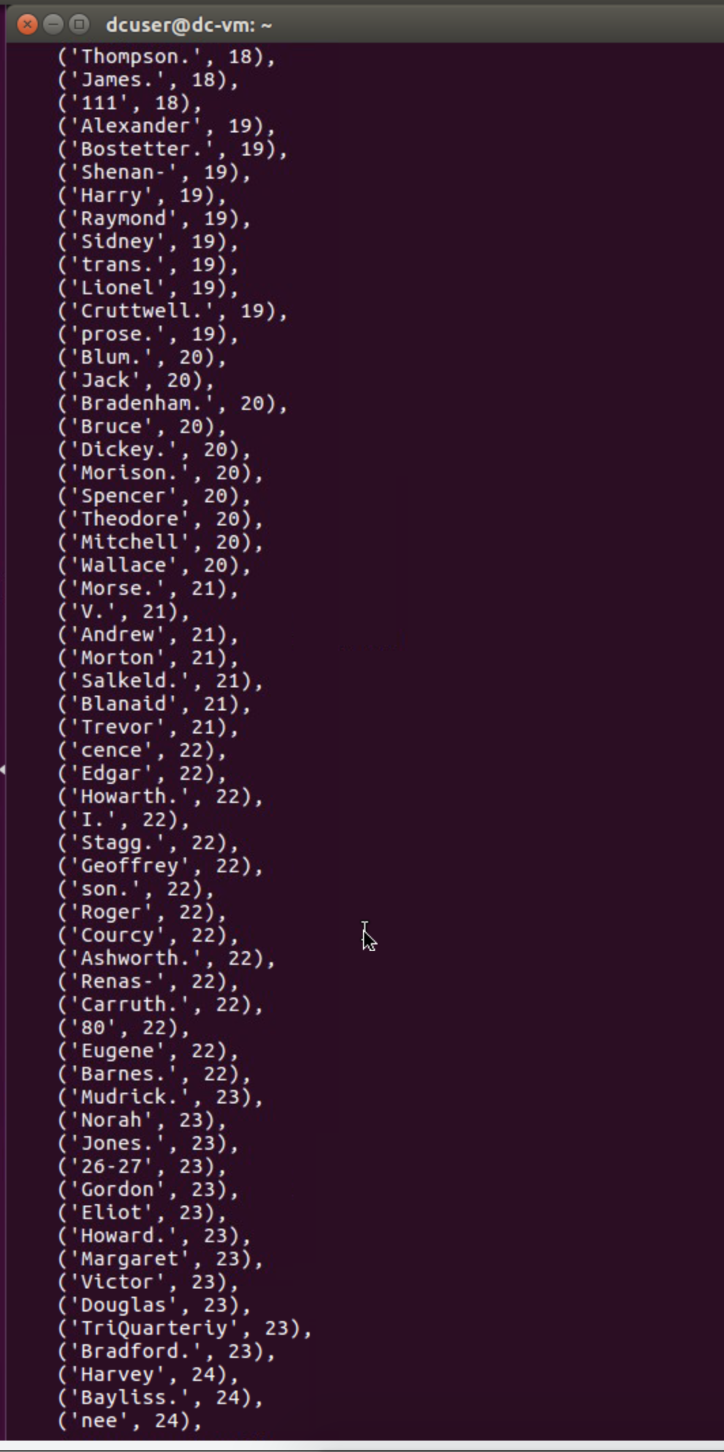 dcuser@dc-vm: ~
('Thompson.', 18),
('James.', 18),
('111', 18),
('Alexander', 19),
('Bostetter.', 19),
('Shenan-', 19),
('Harry', 19),
('Raymond', 19),
('Sidney', 19),
('trans.', 19),
('Lionel', 19),
('Cruttwell.', 19),
('prose.', 19),
('Blum.', 20),
('Jack', 20),
('Bradenham.', 20),
('Bruce', 20),
('Dickey.', 20),
('Morison.', 20),
('Spencer', 20),
('Theodore', 20),
('Mitchell', 20),
('Wallace', 20),
('Morse.', 21),
('V.', 21),
('Andrew', 21),
('Morton', 21),
('Salkeld.', 21),
('Blanaid', 21),
('Trevor', 21),
('cence', 22),
('Edgar', 22),
('Howarth.', 22),
('I.', 22),
('Stagg.', 22),
('Geoffrey', 22),
('son.', 22),
('Roger', 22),
('Courcy', 22),
('Ashworth.', 22),
('Renas-', 22),
('Carruth.', 22),
('80', 22),
('Eugene', 22),
('Barnes.', 22),
('Mudrick.', 23),
('Norah', 23),
('Jones.', 23),
('26-27', 23),
('Gordon', 23),
('Eliot', 23),
('Howard.', 23),
('Margaret', 23),
('Victor', 23),
('Douglas', 23),
('TriQuarteriy', 23),
('Bradford.', 23),
('Harvey', 24),
('Bayliss.', 24),
('nee', 24),